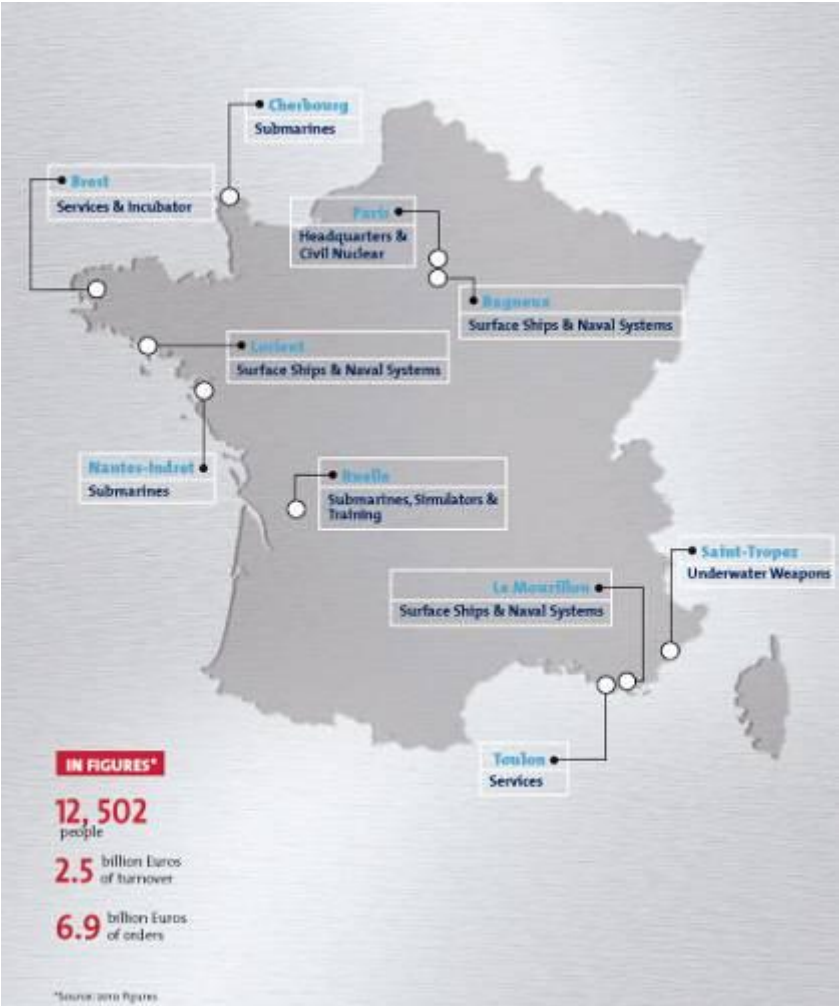 Cherbourg
Submarines
Brest
Services & Incubator
Paris
Headquarters &
Civil Nuclear
Bagneux
Surface Ships & Naval Systems
Lorient
Surface Ships & Naval Systems
Nantes-Indret
Submarines
Ruelle
Submarines, Simulators &
Training
Saint-Tropez
Underwater Weapons
Le Mourillon
Surface Ships & Naval Systems
Toulon
Services
IN FIGURES*
12, 502
people
2.5 billion Euros
of turnover
6.9 billion Euros
of orders
*Source: 2010 figures